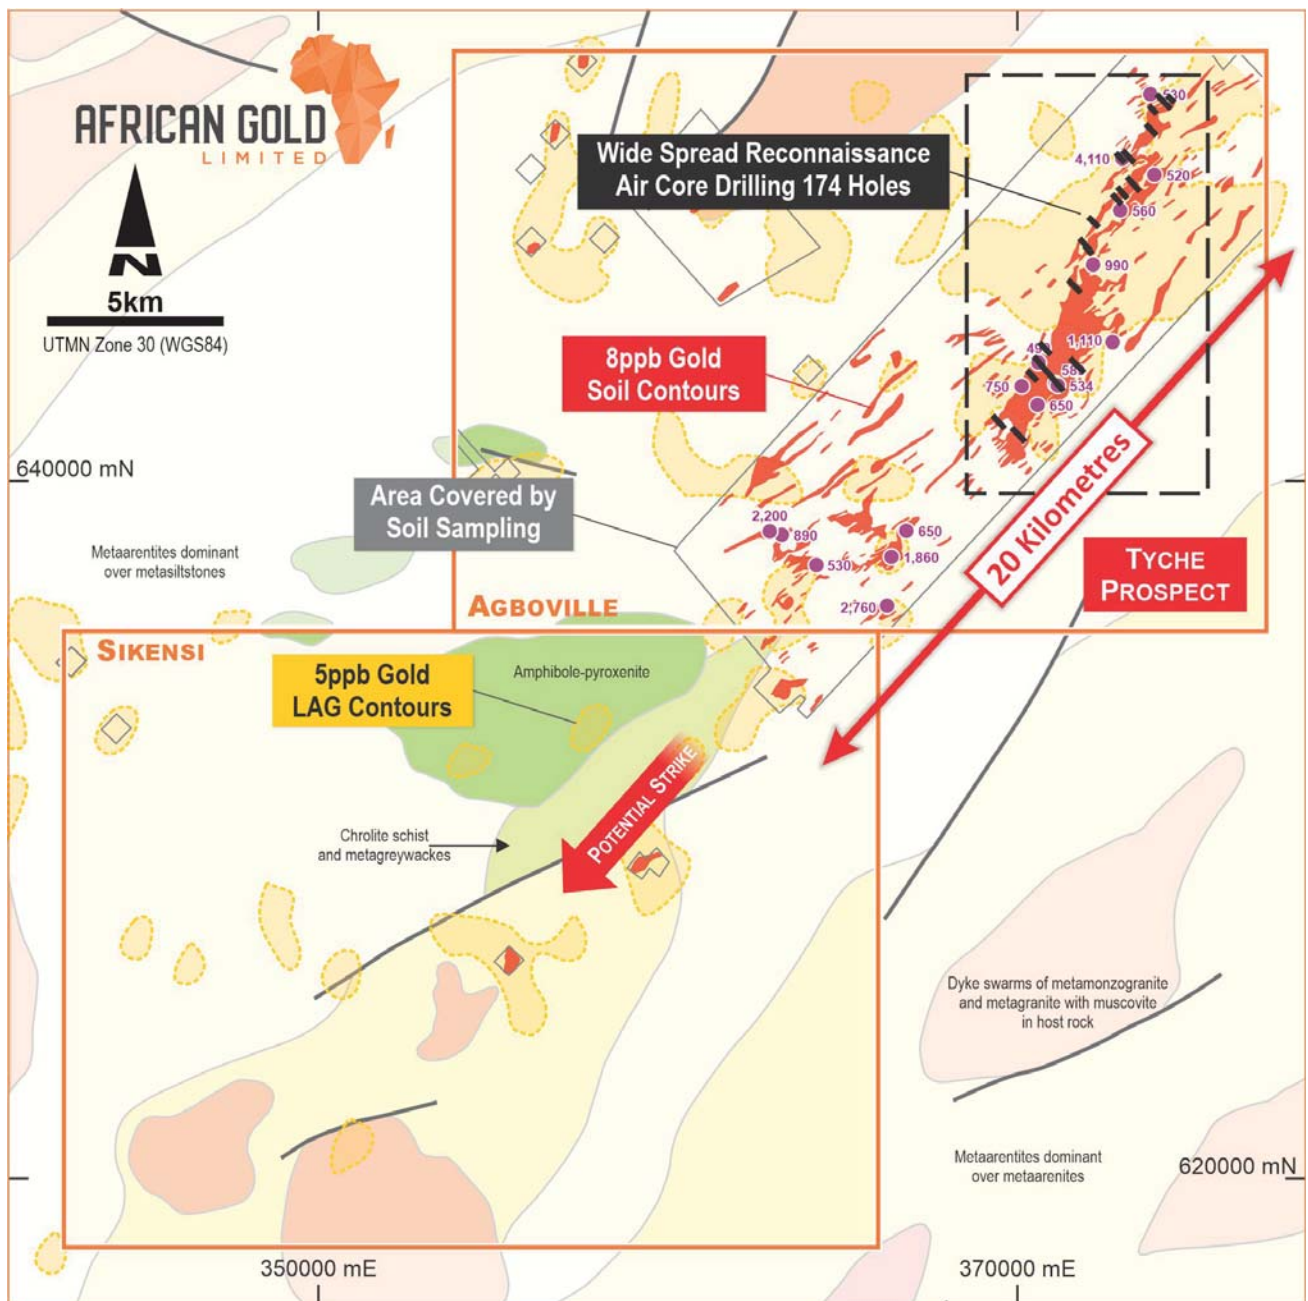 AFRICAN GOLD
LIMITED
N
5km
UTMN Zone 30 (WGS84)
Wide Spread Reconnaissance
Air Core Drilling 174 Holes
530
4,110
520
560
990
8ppb Gold
Soil Contours
1,110
750
534
650
640000 mN
Area Covered by
Soil Sampling
20 Kilometres
2,200
890
650
530
1,860
2,760
Metaarentites dominant
over metasiltstones
TYCHE
PROSPECT
AGBOVILLE
SIKENSI
5ppb Gold
LAG Contours
Amphibole-pyroxenite
POTENTIAL STRIKE
Chrolite schist
and metagreywackes
Dyke swarms of metamonzogranite
and metagranite with muscovite
in host rock
Metaarentites dominant
over metaarenites
620000 mN
350000 mE
370000 mE